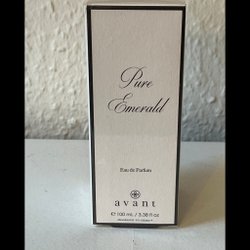 Pure
Emerald
Eau de Parfum
avant
e 100 mL / 3.38 fl oz